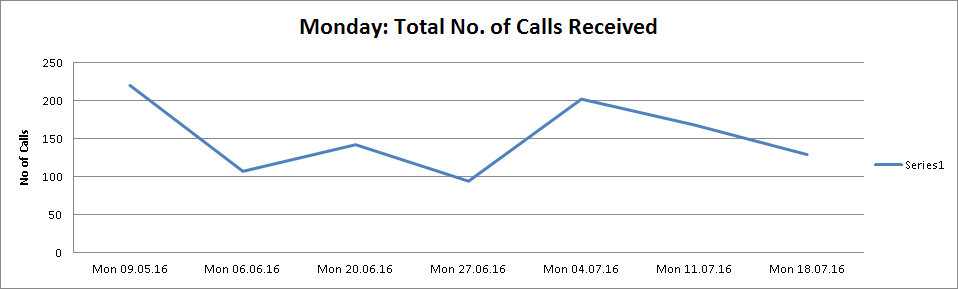 Monday: Total No. of Calls Received
No of Calls
250
200
150
100
50
0
Mon 09.05.16
Mon 06.06.16
Mon 20.06.16
Mon 27.06.16
Mon 04.07.16
Mon 11.07.16
Mon 18.07.16
Series1